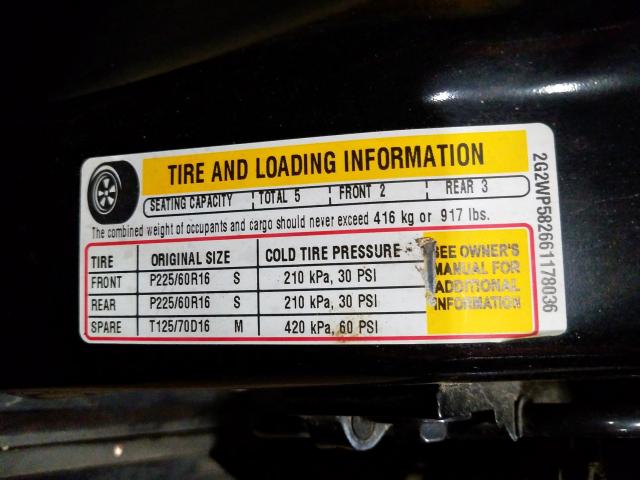 TIRE AND LOADING INFORMATION
SEATING CAPACITY TOTAL 5 FRONT 2 REAR 3
The combined weight of occupants and cargo should never exceed 416 kg or 917 lbs.
TIRE ORIGINAL SIZE COLD TIRE PRESSURE
FRONT P225/60R16 S 210 kPa, 30 PSI
REAR P225/60R16 S 210 kPa, 30 PSI
SPARE T125/70D16 M 420 kPa, 60 PSI
SEE OWNER'S
MANUAL FOR
ADDITIONAL
INFORMATION
2G2WP582661178036